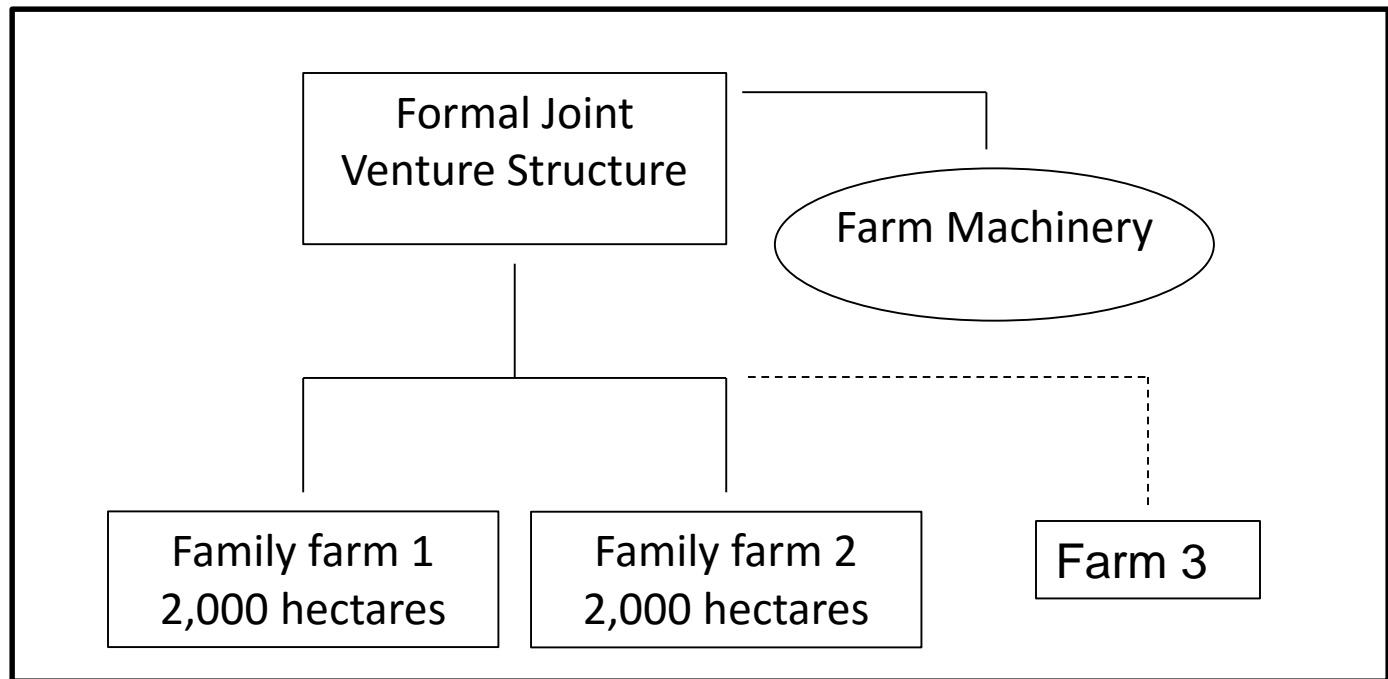 Formal Joint
Venture Structure
Farm Machinery
Family farm 1
2,000 hectares
Family farm 2
2,000 hectares
Farm 3